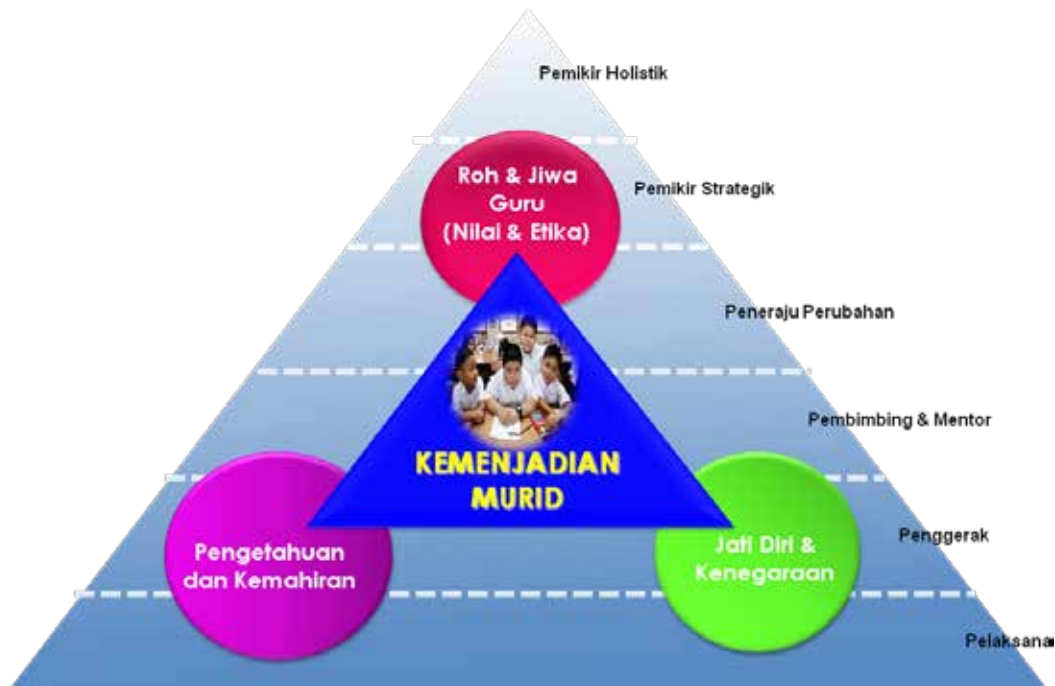 Pemikir Holistik
Roh & Jiwa
Guru
(Nilai & Etika)
Pemikir Strategik
Peneraju Perubahan
Pembimbing & Mentor
KEMENJADIAN
MURID
Pengetahuan
dan Kemahiran
Jati Diri &
Kenegaraan
Penggerak
Pelaksana